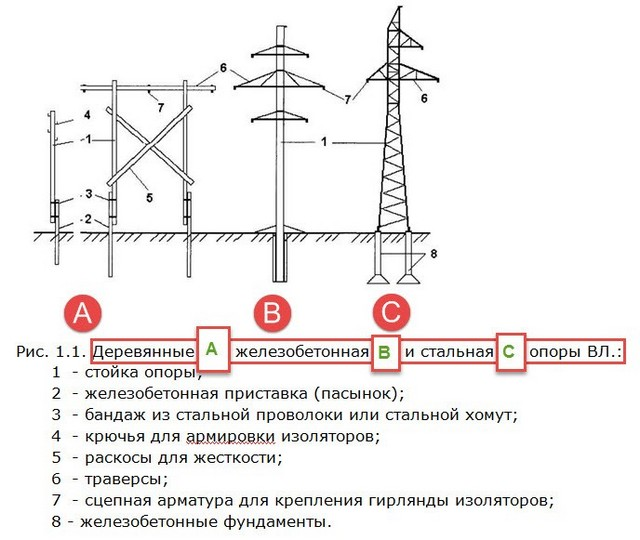 4
1
3
2
6
7
5
6
7
1
6
8
A
B
C
Рис. 1.1. Деревянные A железобетонная B и стальная C опоры ВЛ.:
1 - стойка опоры;
2 - железобетонная приставка (пасынок);
3 - бандаж из стальной проволоки или стальной хомут;
4 - крючья для армировки изоляторов;
5 - раскосы для жесткости;
6 - траверсы;
7 - сцепная арматура для крепления гирлянды изоляторов;
8 - железобетонные фундаменты.